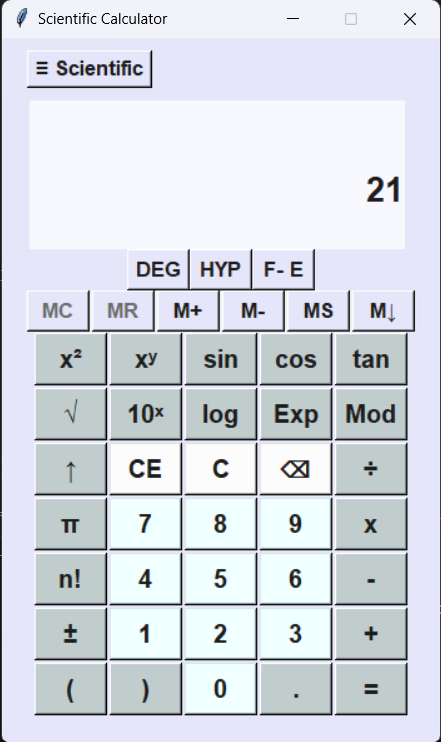 Scientific Calculator
≡ Scientific
21
DEG HYP F- E
MC MR M+ M- MS M↓
x² xʸ sin cos tan
√ 10ˣ log Exp Mod
↑ CE C ⌫ ÷
π 7 8 9 x
n! 4 5 6 -
± 1 2 3 +
( ) 0 . =